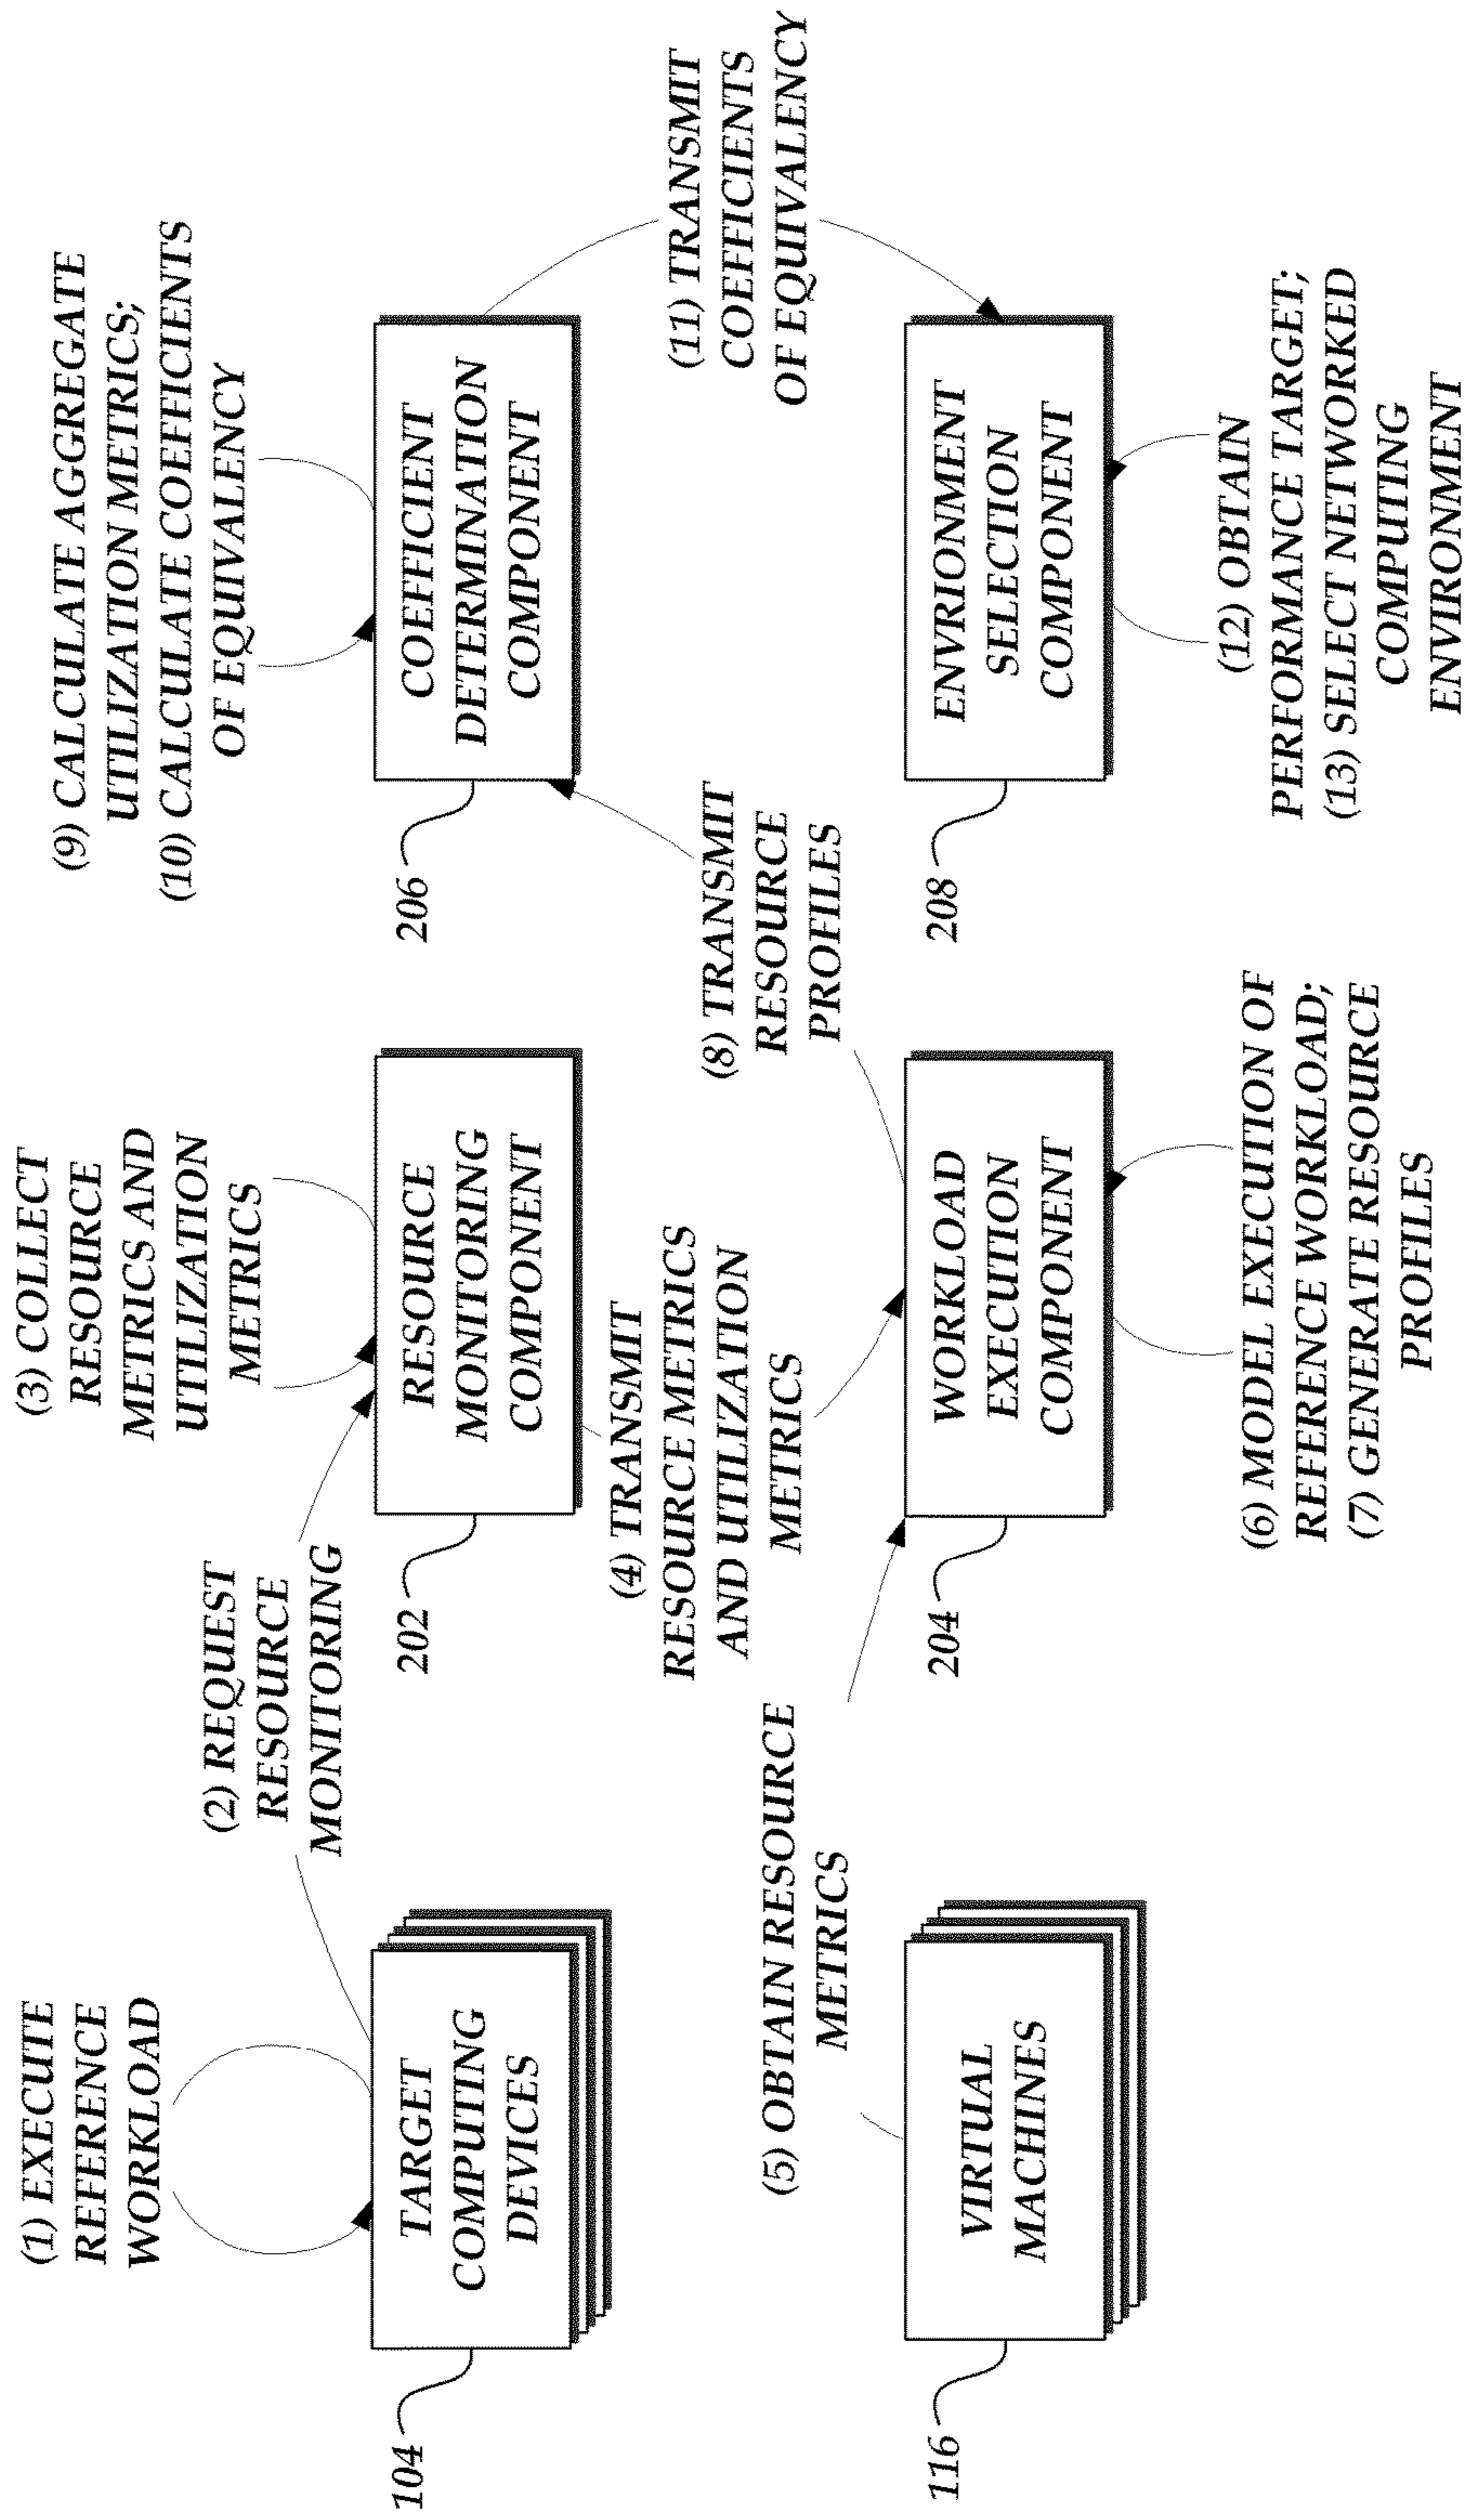 (1) EXECUTE
REFERENCE
WORKLOAD
(2) REQUEST
RESOURCE
MONITORING
(3) COLLECT
RESOURCE
METRICS AND
UTILIZATION
METRICS
(9) CALCULATE AGGREGATE
UTILIZATION METRICS;
(10) CALCULATE COEFFICIENTS
OF EQUIVALENCY
104
TARGET
COMPUTING
DEVICES
202
RESOURCE
MONITORING
COMPONENT
206
COEFFICIENT
DETERMINATION
COMPONENT
(4) TRANSMIT
RESOURCE METRICS
AND UTILIZATION
METRICS
(5) OBTAIN RESOURCE
METRICS
(8) TRANSMIT
RESOURCE
PROFILES
(11) TRANSMIT
COEFFICIENTS
OF EQUIVALENCY
116
VIRTUAL
MACHINES
204
WORKLOAD
EXECUTION
COMPONENT
208
ENVRIONMENT
SELECTION
COMPONENT
(6) MODEL EXECUTION OF
REFERENCE WORKLOAD;
(7) GENERATE RESOURCE
PROFILES
(12) OBTAIN
PERFORMANCE TARGET;
(13) SELECT NETWORKED
COMPUTING
ENVIRONMENT